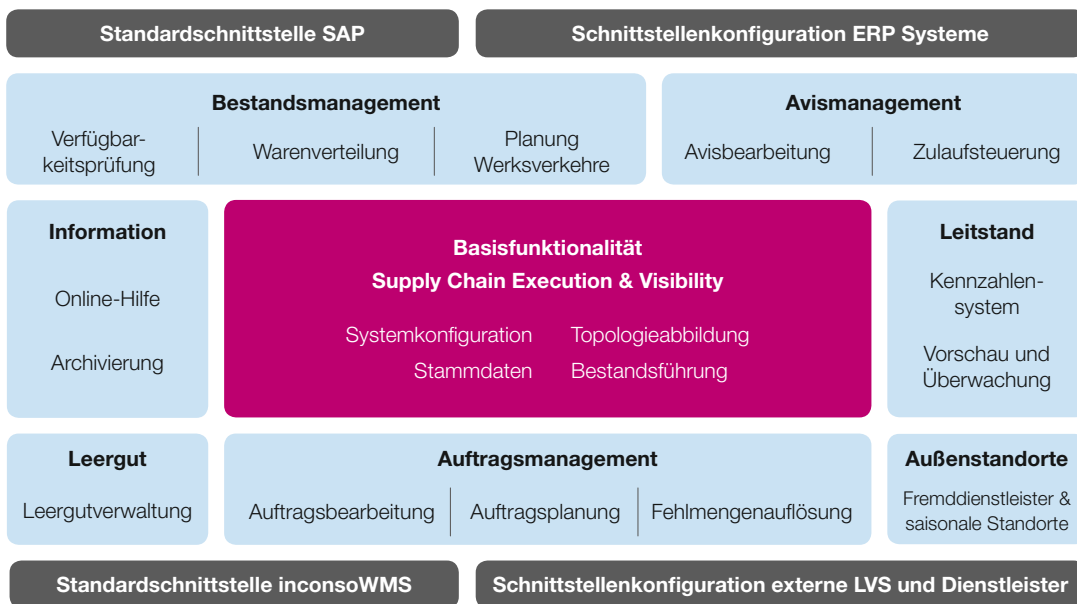 Standardschnittstelle SAP
Schnittstellenkonfiguration ERP Systeme
Bestandsmanagement
Verfügbar-
keitsprüfung
Warenverteilung
Planung
Werksverkehre
Avismanagement
Avisbearbeitung
Zulaufsteuerung
Information
Online-Hilfe
Archivierung
Basisfunktionalität
Supply Chain Execution & Visibility
Systemkonfiguration
Topologieabbildung
Stammdaten
Bestandsführung
Leitstand
Kennzahlen-
system
Vorschau und
Überwachung
Leergut
Leergutverwaltung
Auftragsmanagement
Auftragsbearbeitung
Auftragsplanung
Fehlmengenauflösung
Außenstandorte
Fremddienstleister &
saisonale Standorte
Standardschnittstelle inconsoWMS
Schnittstellenkonfiguration externe LVS und Dienstleister